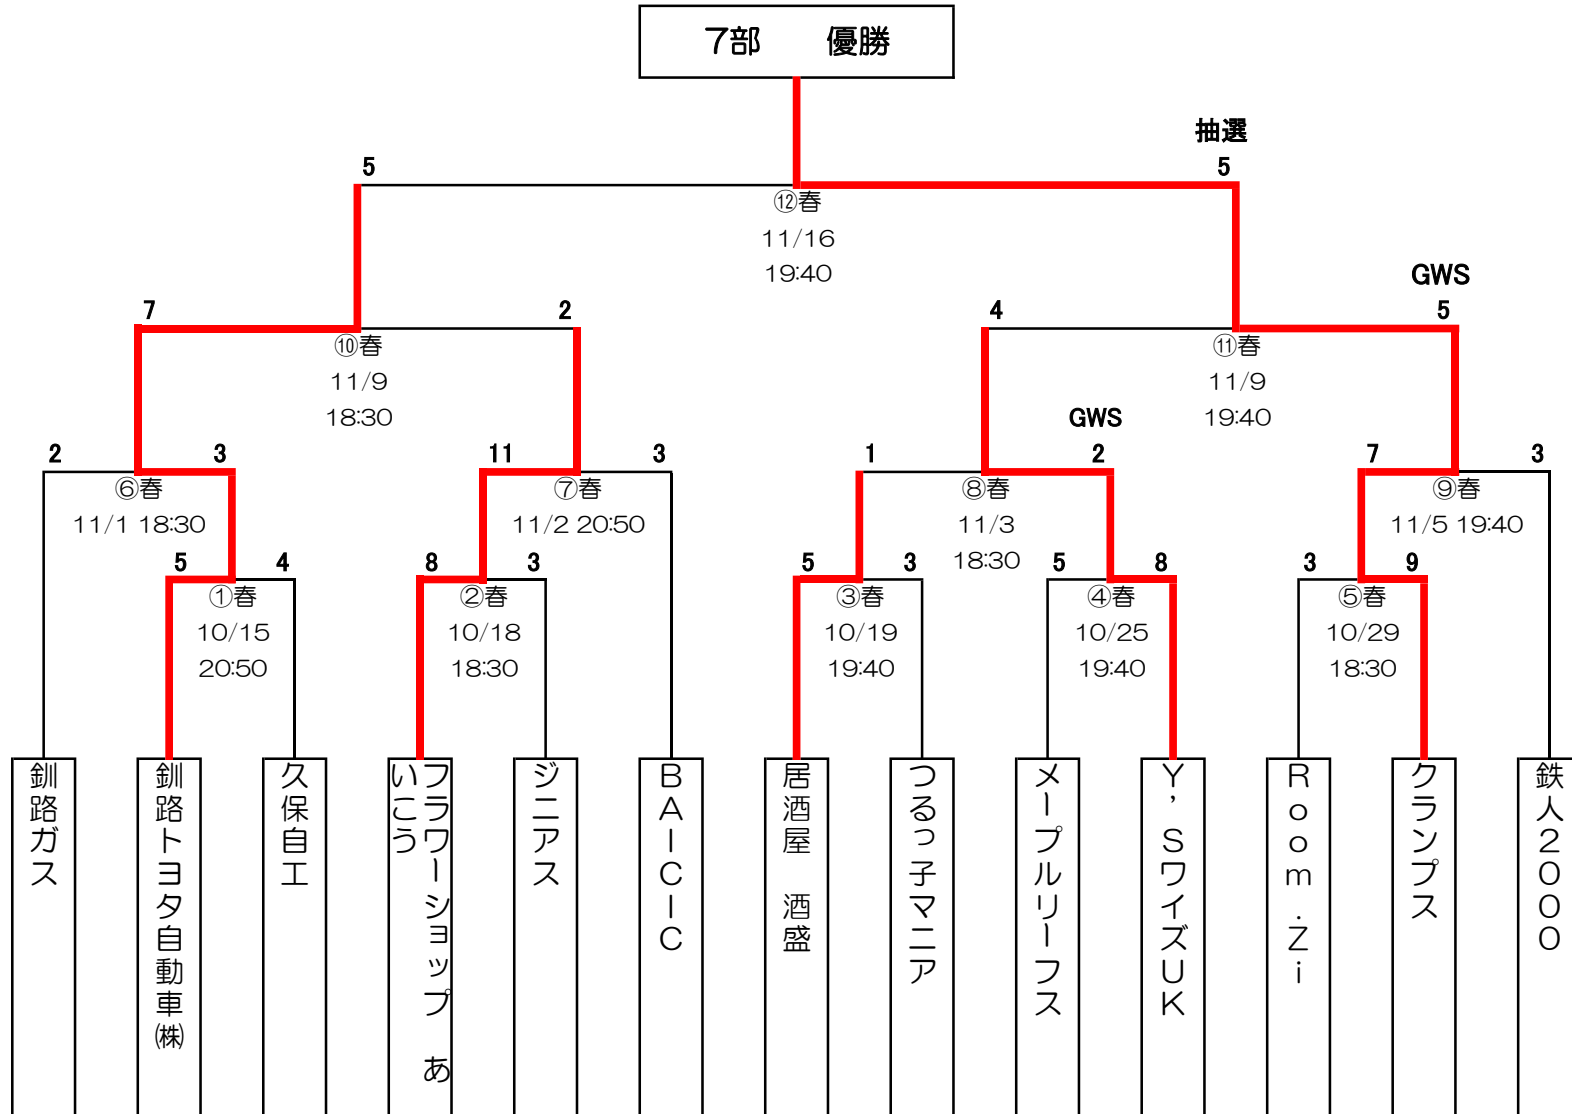 7部 優勝
抽選
5 5
⑫春
11/16
19:40
GWS
7 2 4 5
⑩春 ⑪春
11/9 11/9
18:30 19:40
GWS
2 3 11 3 1 2 7 3
⑥春 ⑦春 ⑧春 ⑨春
11/1 18:30 11/2 20:50 11/3 11/5 19:40
18:30
5 4 8 3 5 3 5 8 3 9
①春 ②春 ③春 ④春 ⑤春
10/15 10/18 10/19 10/25 10/29
20:50 18:30 19:40 19:40 18:30
釧路ガス
釧路トヨタ自動車㈱
久保自工
フラワーショップ あ
いこう
ジニアス
BAICIC
居酒屋 酒盛
つるっ子マニア
メープルリーフス
Y’SワイズUK
Room.Zi
クランプス
鉄人2000